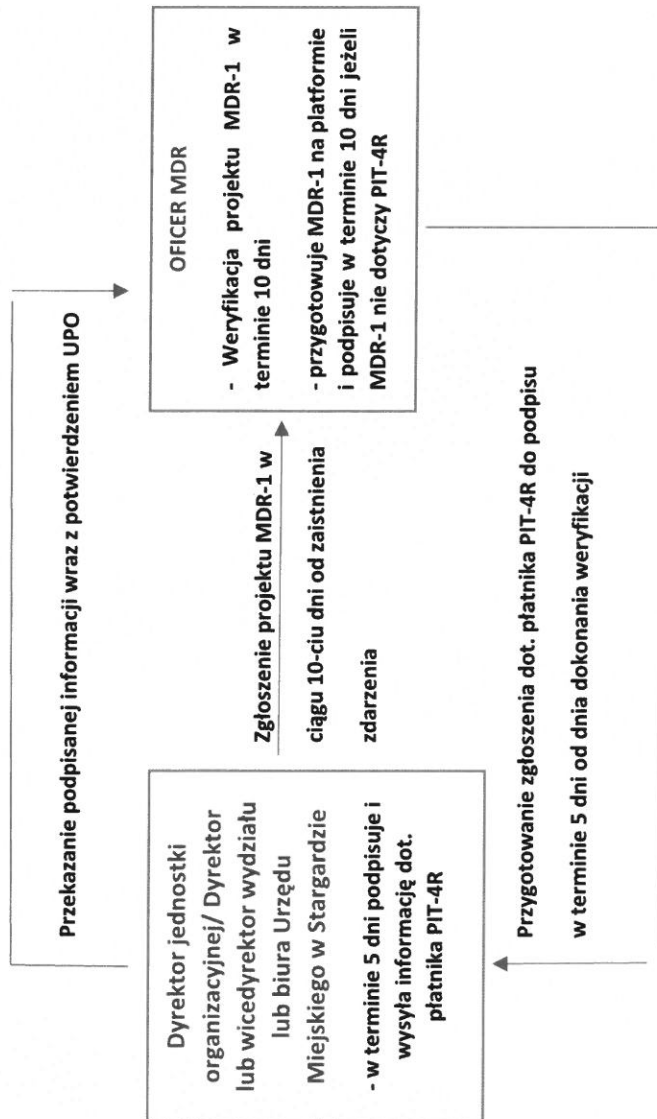 Przekazanie podpisanej informacji wraz z potwierdzeniem UPO
Dyrektor jednostki
organizacyjnej/ Dyrektor
lub wicedyrektor wydziału
lub biura Urzędu
Miejskiego w Stargardzie
- w terminie 5 dni podpisuje i
wysyła informację dot.
płatnika PIT-4R
Zgłoszenie projektu MDR-1 w
ciągu 10-ciu dni od zaistnienia
zdarzenia
OFICER MDR
- Weryfikacja projektu MDR-1 w
terminie 10 dni
- przygotowuje MDR-1 na platformie
i podpisuje w terminie 10 dni jeżeli
MDR-1 nie dotyczy PIT-4R
Przygotowanie zgłoszenia dot. płatnika PIT-4R do podpisu
w terminie 5 dni od dnia dokonania weryfikacji